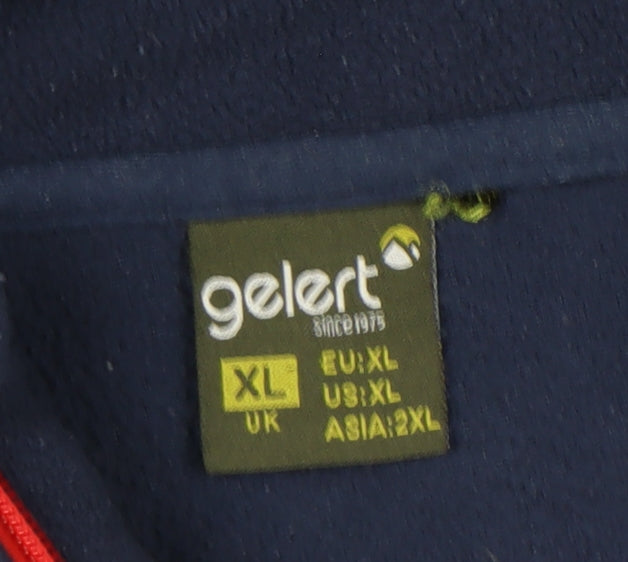 gelert
since 1975
XL
UK
EU:XL
US:XL
ASIA:2XL